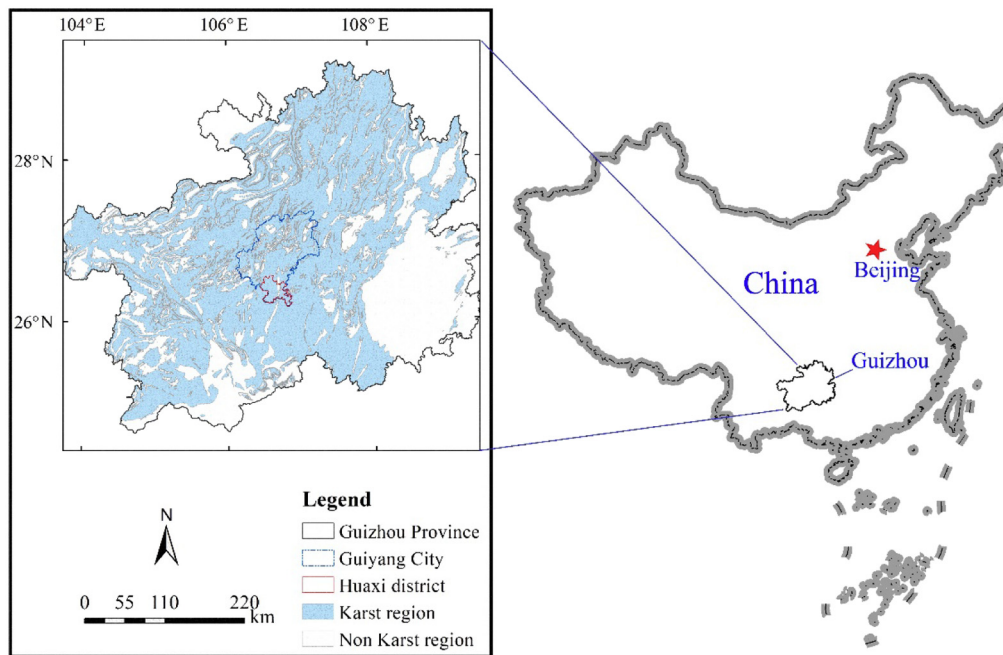 104° E 106° E 108° E
28° N
26° N
N
0 55 110 220
km
Legend
Guizhou Province
Guiyang City
Huaxi district
Karst region
Non Karst region
Beijing
China
Guizhou